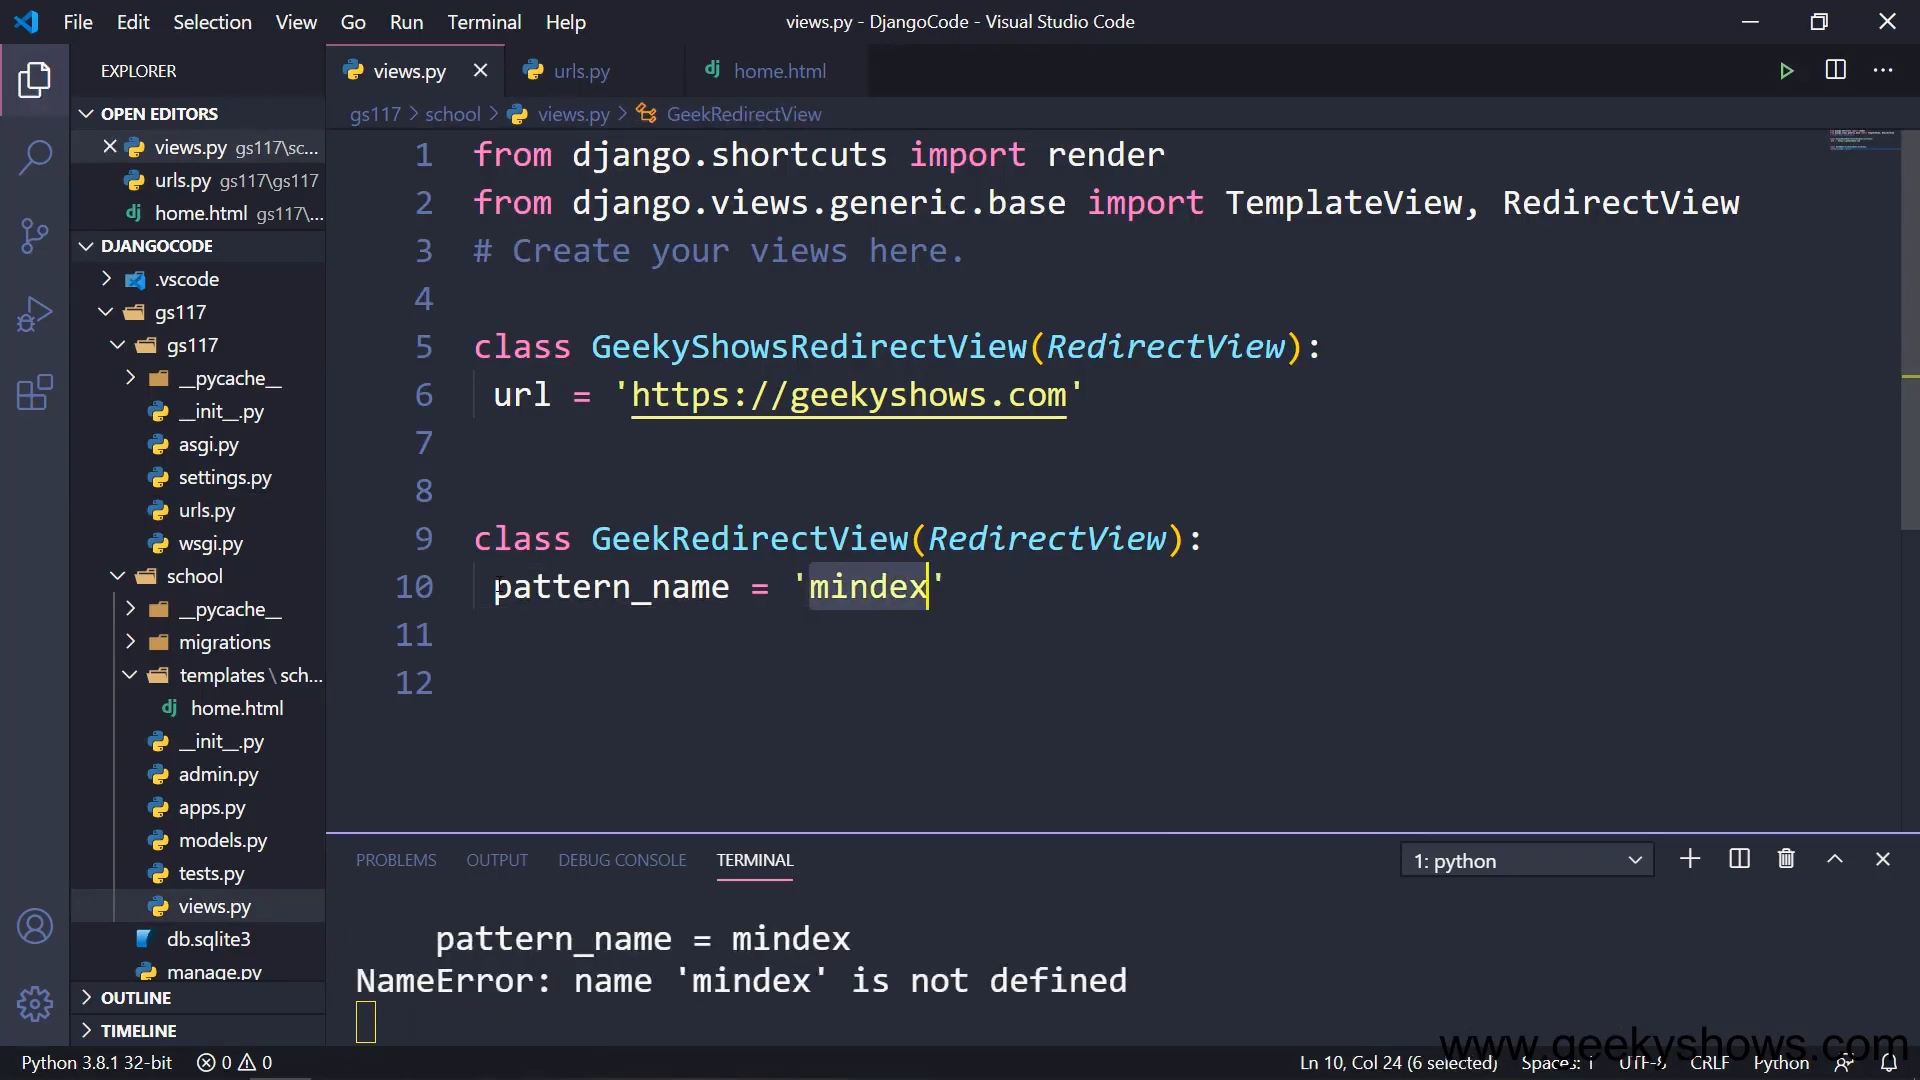 File Edit Selection View Go Run Terminal Help
views.py - DjangoCode - Visual Studio Code
EXPLORER
OPEN EDITORS
views.py gs117\sc...
urls.py gs117\gs117
home.html gs117\...
DJANGOCODE
.vscode
gs117
gs117
__pycache__
__init__.py
asgi.py
settings.py
urls.py
wsgi.py
school
__pycache__
migrations
templates\sch...
home.html
__init__.py
admin.py
apps.py
models.py
tests.py
views.py
db.sqlite3
manage.py
OUTLINE
TIMELINE
views.py urls.py home.html
gs117 > school > views.py > GeekRedirectView
1 from django.shortcuts import render
2 from django.views.generic.base import TemplateView, RedirectView
3 # Create your views here.
4
5 class GeekyShowsRedirectView(RedirectView):
6 url = 'https://geekyshows.com'
7
8
9 class GeekRedirectView(RedirectView):
10 pattern_name = 'mindex'
11
12
PROBLEMS OUTPUT DEBUG CONSOLE TERMINAL
1: python
pattern_name = mindex
NameError: name 'mindex' is not defined
www.geekyshows.com
Python 3.8.1 32-bit 0 0
Ln 10, Col 24 (6 selected) Spaces: 1 UTF-8 CRLF Python